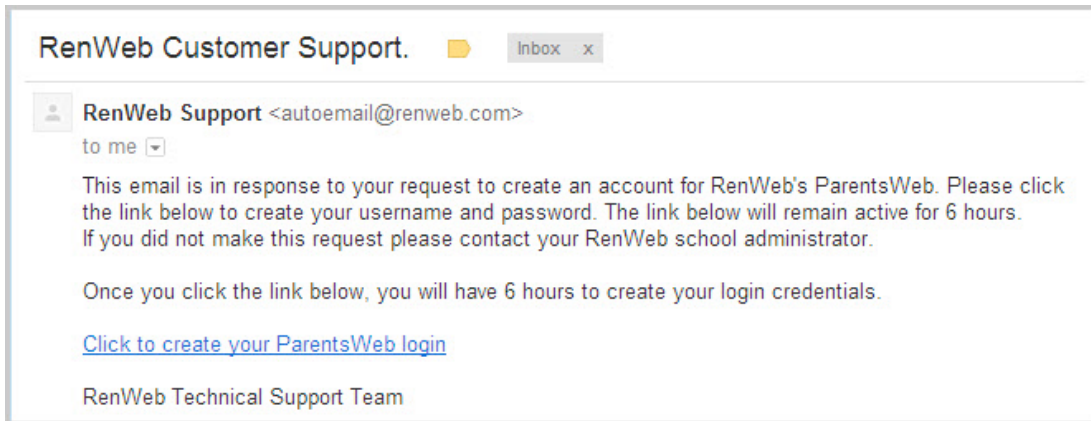 RenWeb Customer Support.
Inbox x
RenWeb Support <autoemail@renweb.com>
to me
This email is in response to your request to create an account for RenWeb's ParentsWeb. Please click
the link below to create your username and password. The link below will remain active for 6 hours.
If you did not make this request please contact your RenWeb school administrator.
Once you click the link below, you will have 6 hours to create your login credentials.
Click to create your ParentsWeb login
RenWeb Technical Support Team